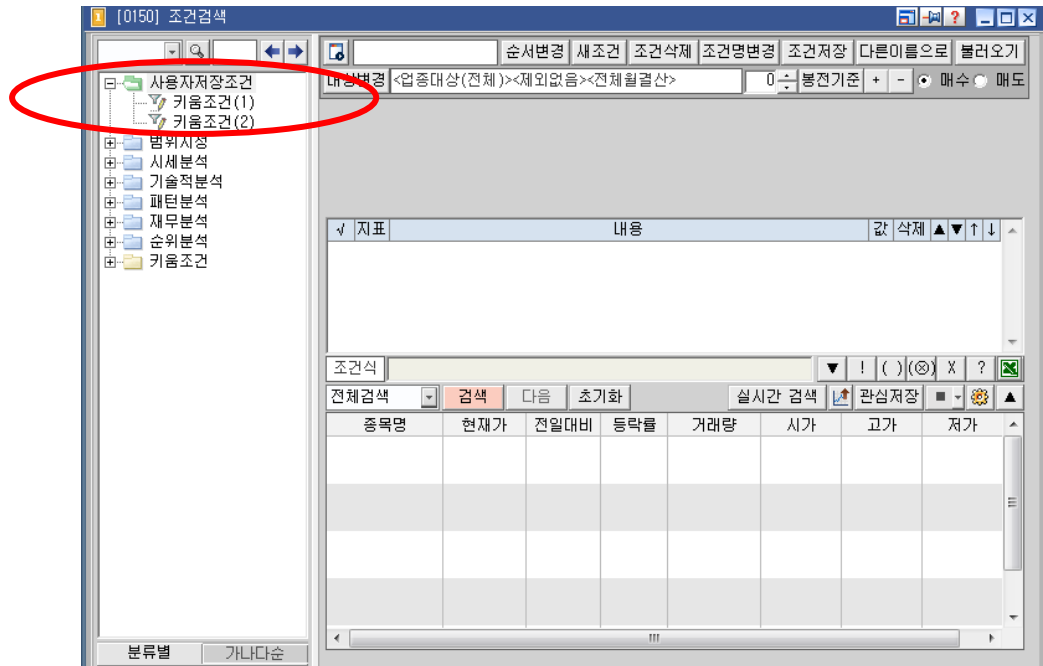 [0150] 조건검색
순서변경 새조건 조건삭제 조건명변경 조건저장 다른이름으로 불러오기
대상변경 <업종대상(전체)><제외없음><전체월결산> 0 봉전기준 + - 매수 매도
사용자저장조건
키움조건(1)
키움조건(2)
범위지정
시세분석
기술적분석
패턴분석
재무분석
순위분석
키움조건
√ 지표 내용 값 삭제 ▲ ▼ ↑ ↓
조건식 ▼ ! ( ) (⊗) X ?
전체검색 검색 다음 초기화 실시간 검색 관심저장 ■ ▲
종목명 현재가 전일대비 등락률 거래량 시가 고가 저가
분류별 가나다순